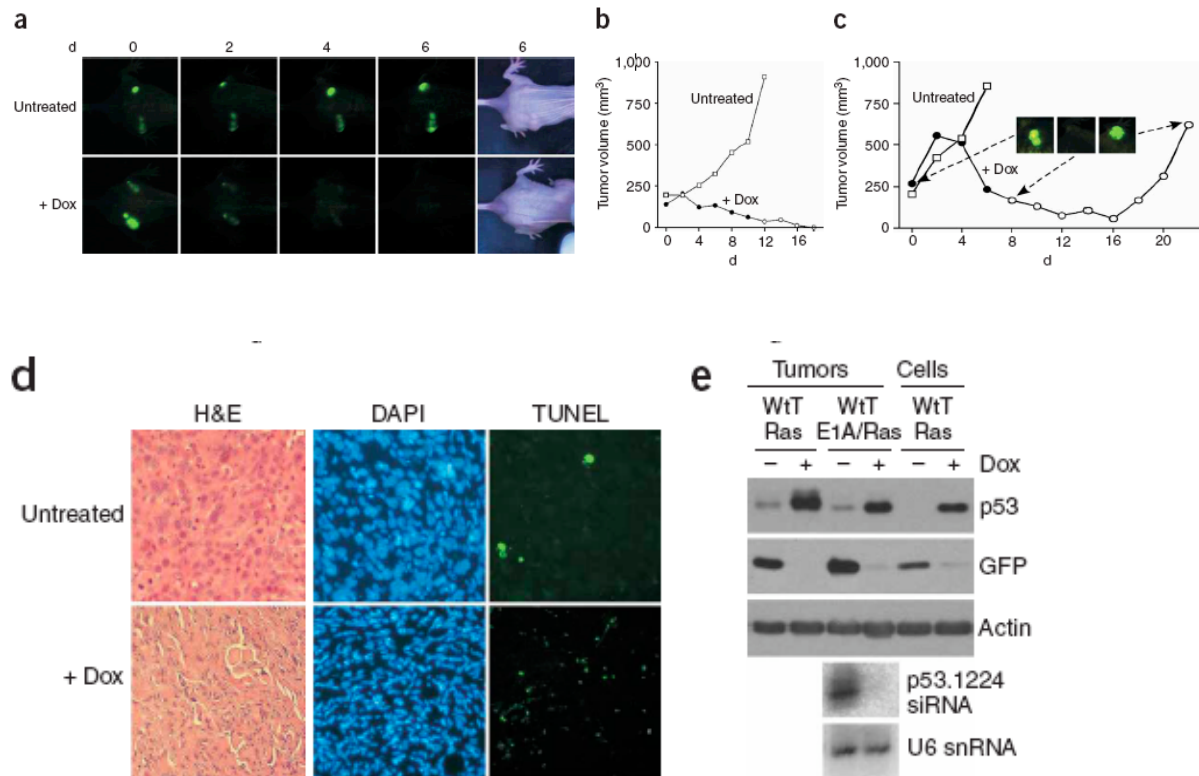 a
d 0 2 4 6 6
Untreated
+ Dox
b
Tumor volume (mm3)
1,000
750
500
250
0
Untreated
+ Dox
0 4 8 12 16
d
c
Tumor volume (mm3)
1,000
750
500
250
0
Untreated
+ Dox
0 4 8 12 16 20
d
d
H&E DAPI TUNEL
Untreated
+ Dox
e
Tumors Cells
WtT WtT WtT
Ras E1A/Ras Ras
− + − + − + Dox
p53
GFP
Actin
p53.1224
siRNA
U6 snRNA